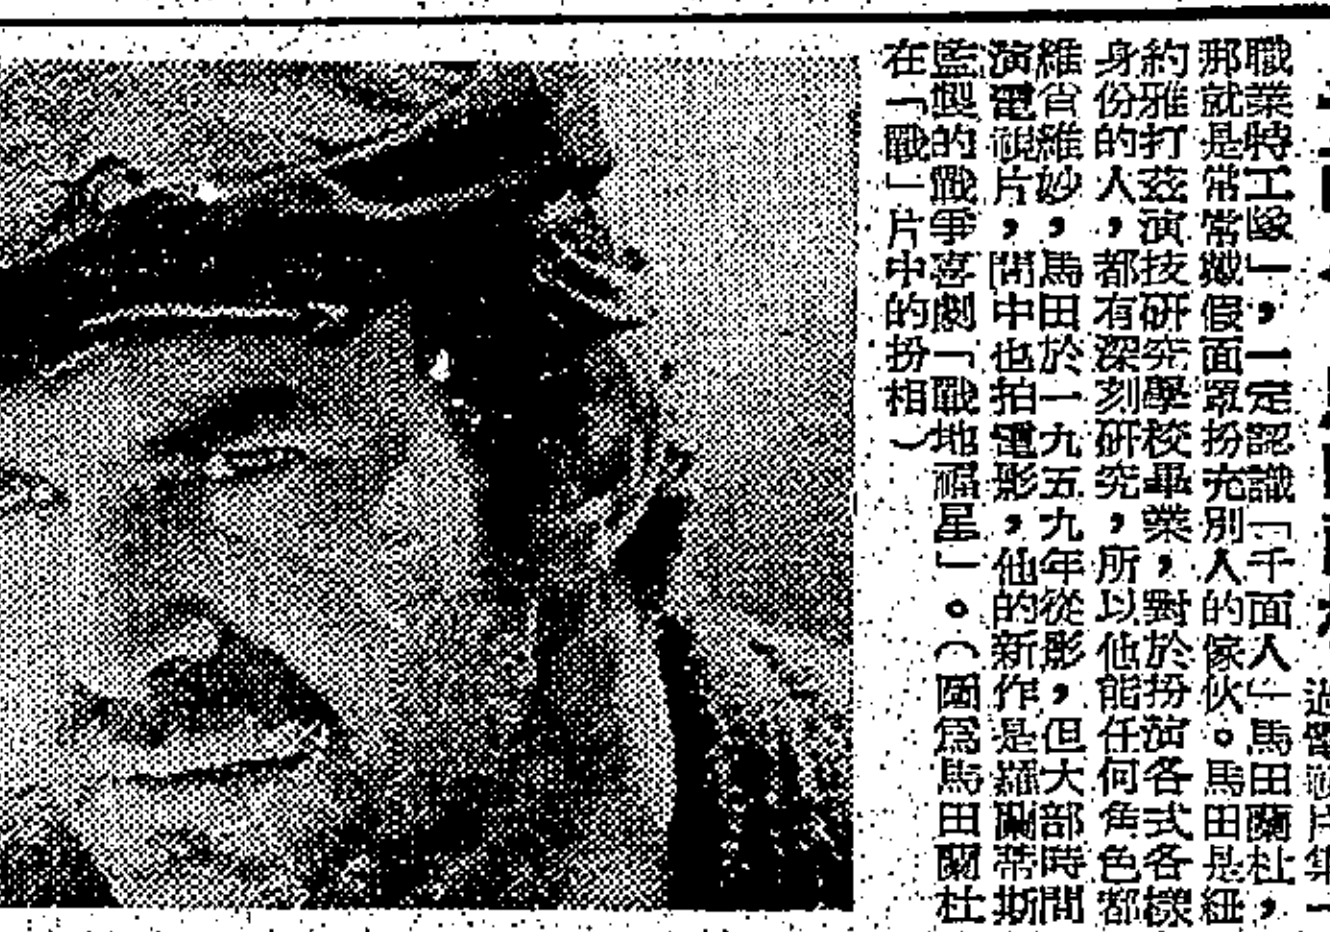 過電視片集「
職業特工隊」，一定認識「千面人」馬田蘭杜，
那就是常常戴假面眾扮充別人的傢伙。馬田是紐
約雅打茲演技研究學校畢業，對於扮演各式各樣
身份的人，都有深刻研究，所以他能任何角色都
維肖維妙，馬田於一九五九年從影，但大部時間
演電視片，間中也拍電影，他的新作是羅蘭蒂斯
監製的戰爭喜劇「戰地福星」。（圖為馬田蘭杜
在「戰」片中的扮相）